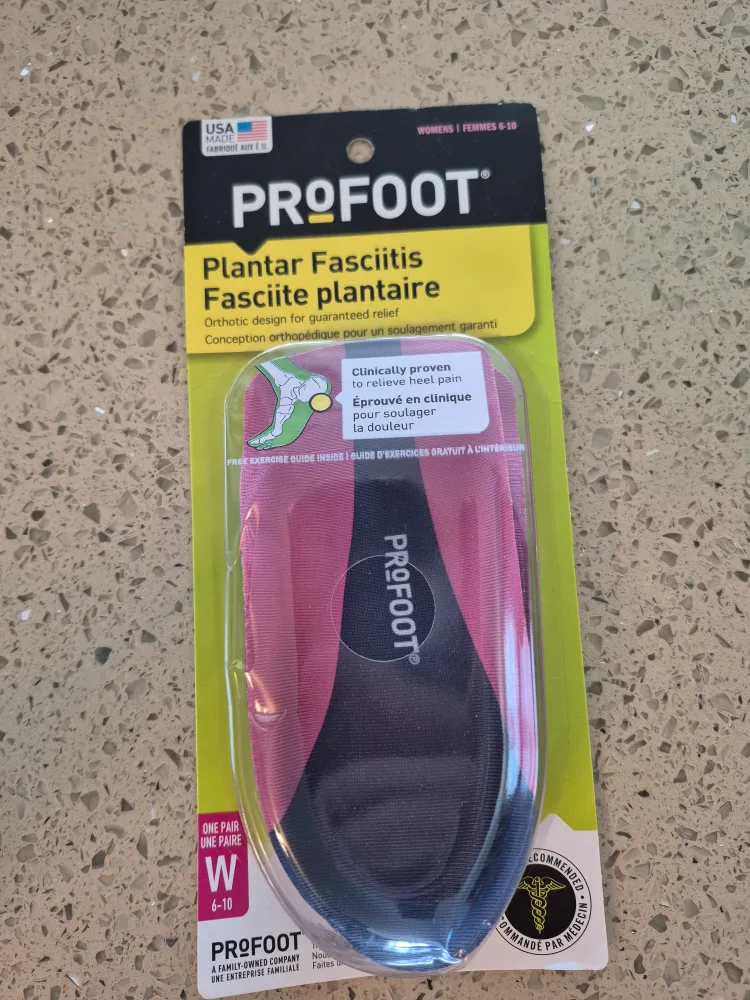 USA
MADE
FABRIQUÉ AUX É.U.
WOMENS | FEMMES 6-10
PROFOOT®
Plantar Fasciitis
Fasciite plantaire
Orthotic design for guaranteed relief
Conception orthopédique pour un soulagement garanti
Clinically proven
to relieve heel pain
Éprouvé en clinique
pour soulager
la douleur
FREE EXERCISE GUIDE INSIDE | GUIDE D'EXERCICES GRATUIT À L'INTÉRIEUR
PROFOOT®
ONE PAIR
UNE PAIRE
W
6-10
RECOMMENDED
COMMANDÉ PAR MÉDECIN
PROFOOT
A FAMILY-OWNED COMPANY
UNE ENTREPRISE FAMILIALE
Faites